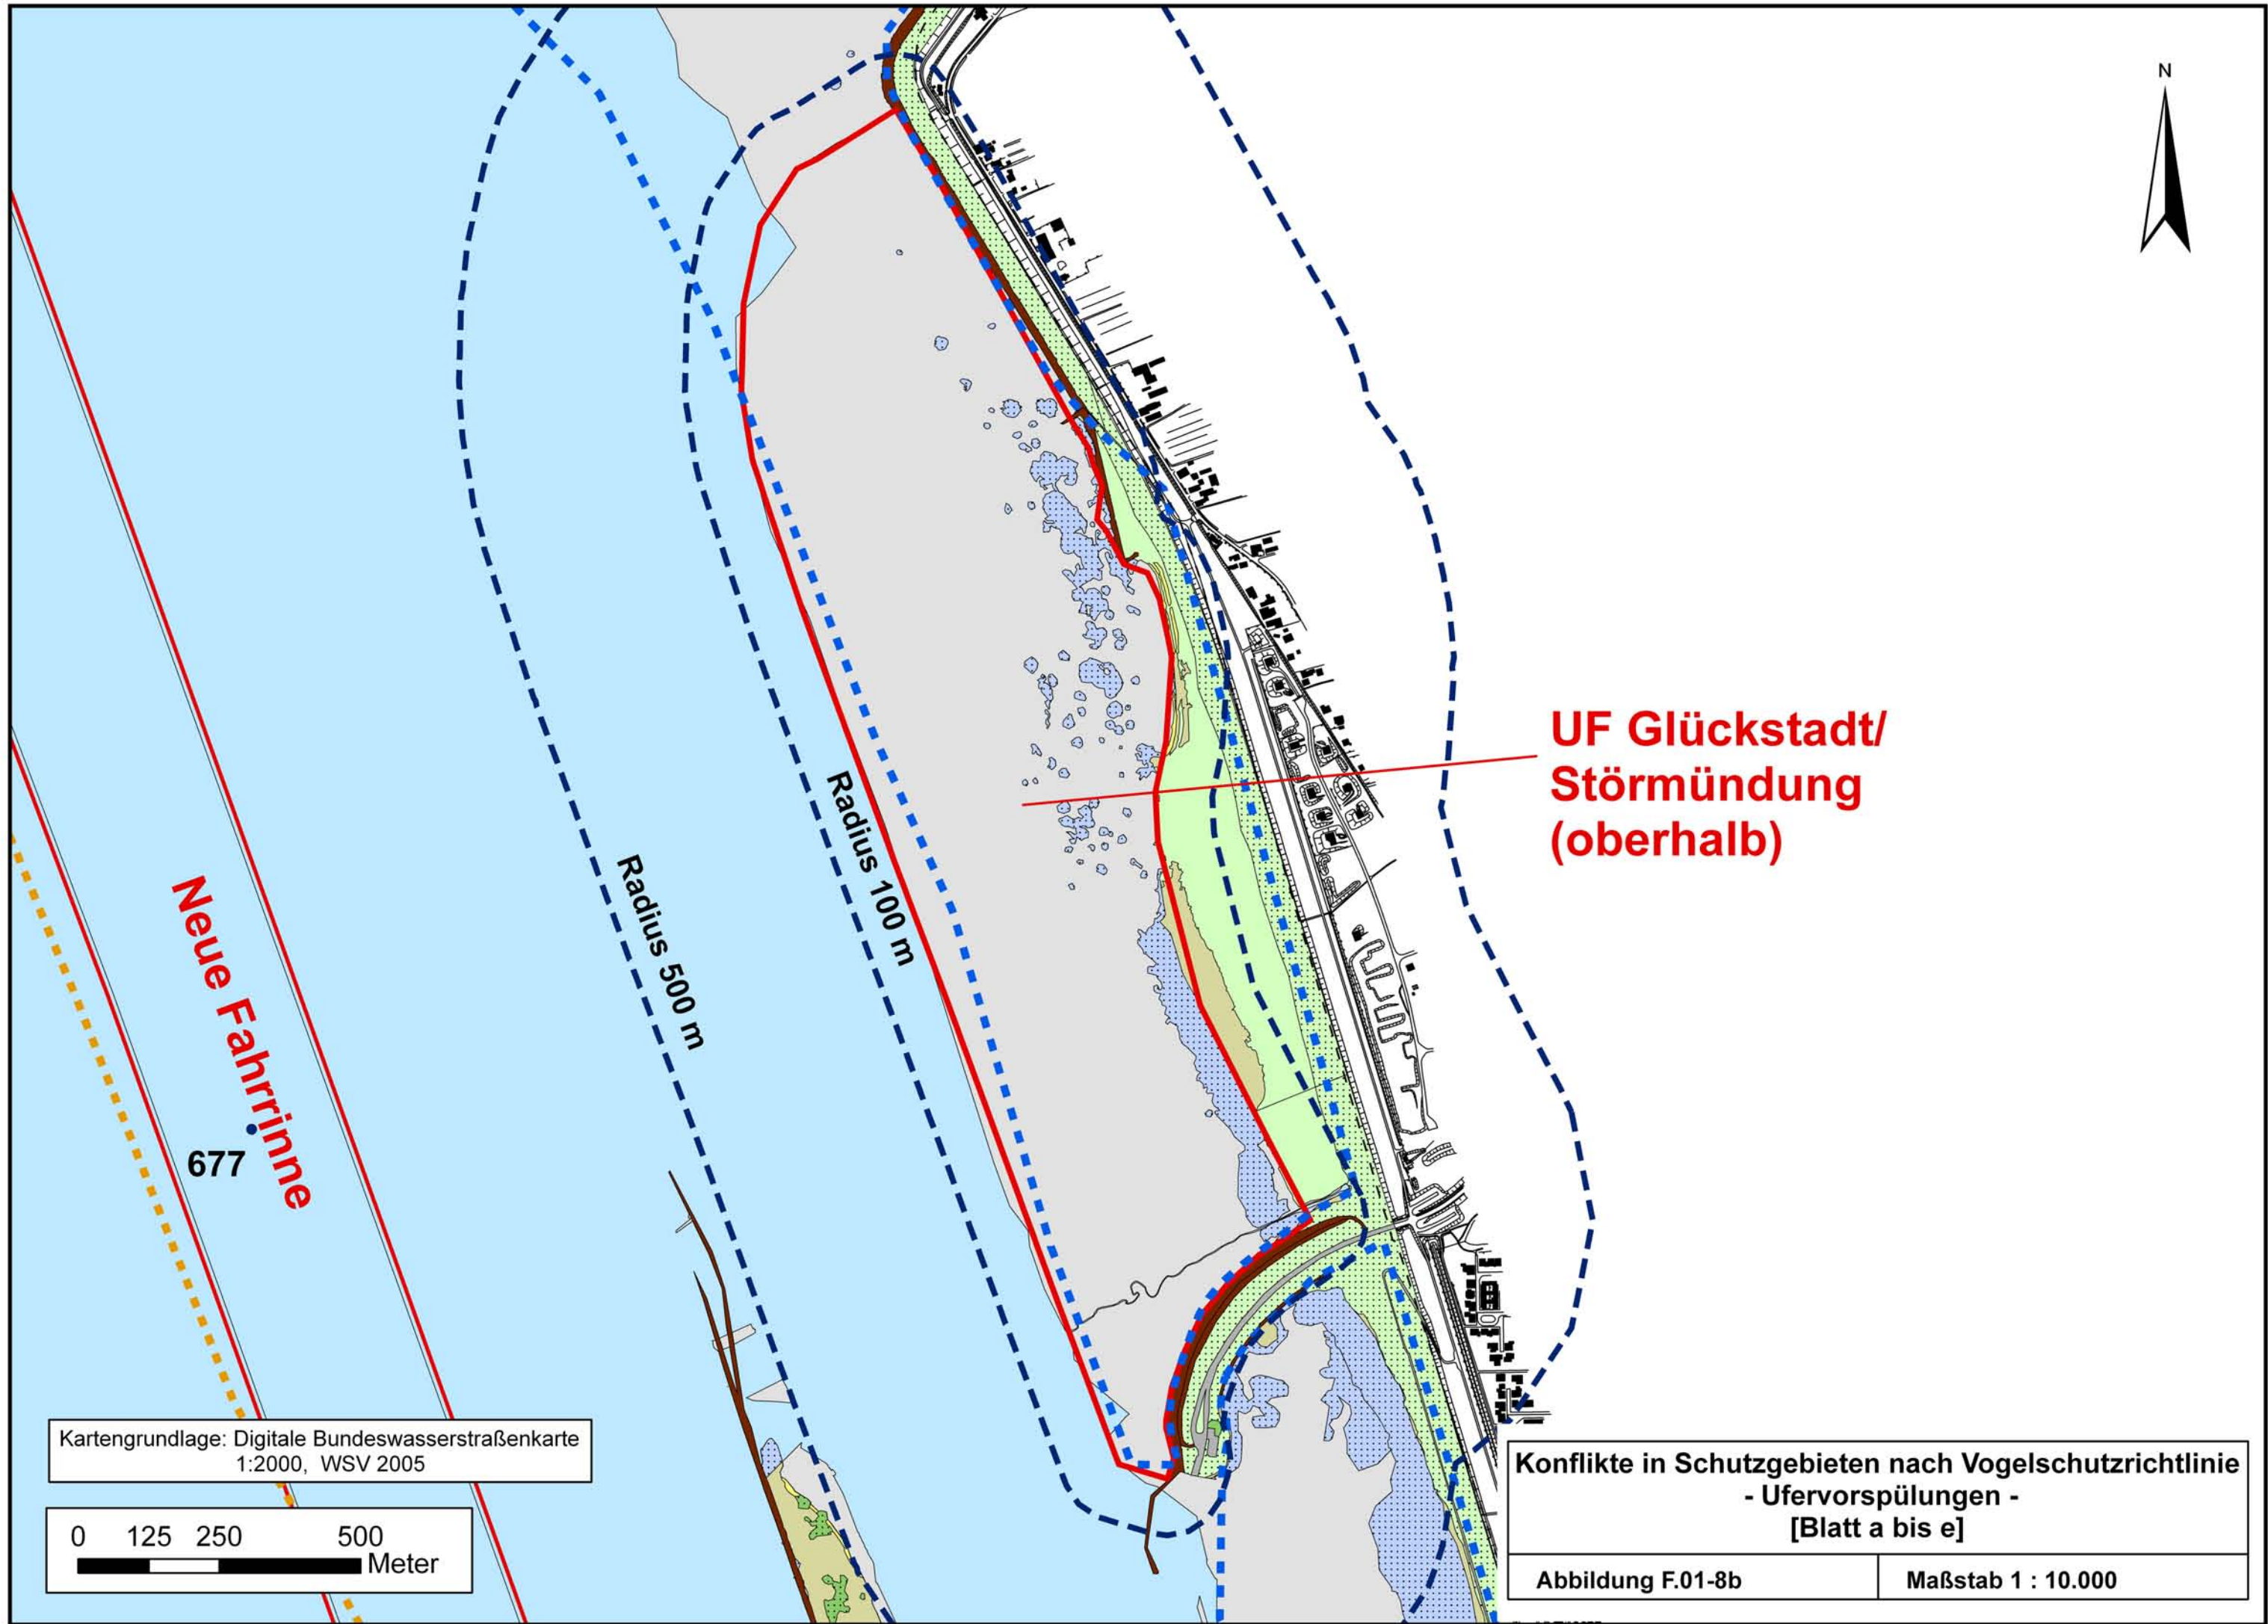 N
UF Glückstadt/
Störmündung
(oberhalb)
Radius 100 m
Radius 500 m
Neue Fahrrinne
677
Kartengrundlage: Digitale Bundeswasserstraßenkarte
1:2000, WSV 2005
0 125 250 500
Meter
Konflikte in Schutzgebieten nach Vogelschutzrichtlinie
- Ufervorspülungen -
[Blatt a bis e]
Abbildung F.01-8b
Maßstab 1 : 10.000